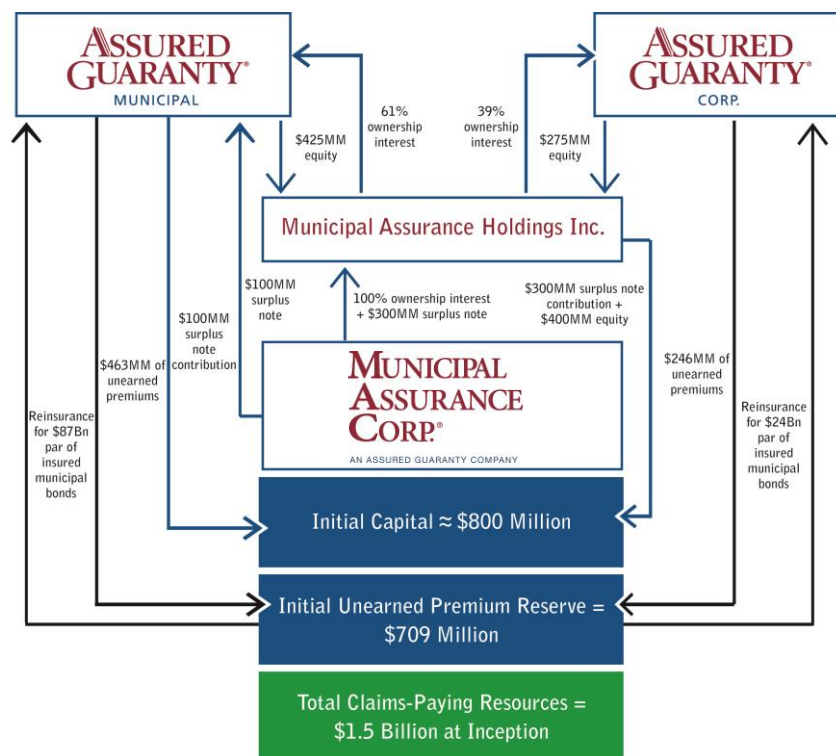 ASSURED
GUARANTY®
MUNICIPAL
ASSURED
GUARANTY®
CORP.
61%
ownership
interest
39%
ownership
interest
$425MM
equity
$275MM
equity
Municipal Assurance Holdings Inc.
$100MM
surplus
note
100% ownership interest
+ $300MM surplus note
$300MM surplus note
contribution +
$400MM equity
$100MM
surplus
note
contribution
$463MM of
unearned
premiums
$246MM of
unearned
premiums
Reinsurance
for $87Bn
par of
insured
municipal
bonds
Reinsurance
for $24Bn
par of
insured
municipal
bonds
MUNICIPAL
ASSURANCE
CORP.®
AN ASSURED GUARANTY COMPANY
Initial Capital ≈ $800 Million
Initial Unearned Premium Reserve =
$709 Million
Total Claims-Paying Resources =
$1.5 Billion at Inception